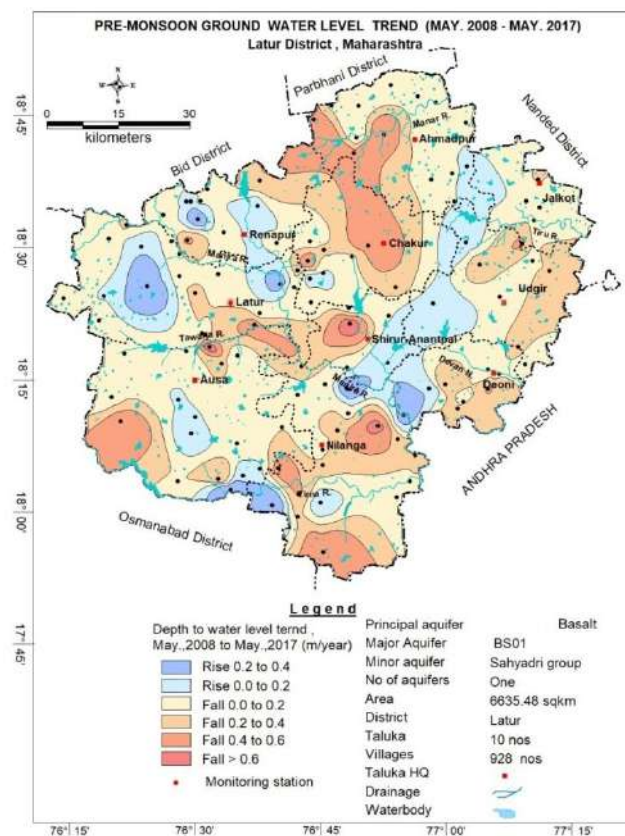 PRE-MONSOON GROUND WATER LEVEL TREND (MAY. 2008 - MAY. 2017)
Latur District , Maharashtra
Parbhani District
N
W E
S
18° 45'
0 15 30
kilometers
Manar R.
Ahmadpur
Nanded District
Bid District
Jalkot
Renapur
Chakur
Tiru R.
18° 30'
Latur
Udgir
Tawarja R.
Shirur-Anantpal
Devan N.
Deoni
18° 15'
Ausa
Manjra R.
Nilanga
ANDHRA PRADESH
18° 00'
Osmanabad District
Terna R.
17° 45'
Legend
Depth to water level ternd ,
May.,2008 to May.,2017 (m/year)
Rise 0.2 to 0.4
Rise 0.0 to 0.2
Fall 0.0 to 0.2
Fall 0.2 to 0.4
Fall 0.4 to 0.6
Fall > 0.6
Monitoring station
Principal aquifer Basalt
Major Aquifer BS01
Minor aquifer Sahyadri group
No of aquifers One
Area 6635.48 sqkm
District Latur
Taluka 10 nos
Villages 928 nos
Taluka HQ
Drainage
Waterbody
76° 15' 76° 30' 76° 45' 77° 00' 77° 15'